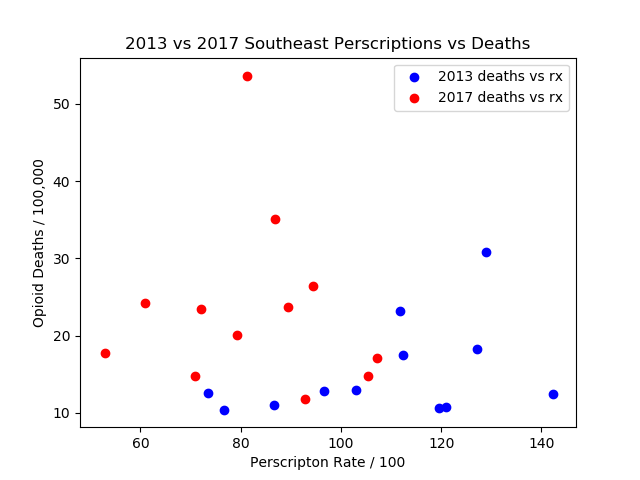 2013 vs 2017 Southeast Perscriptions vs Deaths
2013 deaths vs rx
2017 deaths vs rx
Opioid Deaths / 100,000
50
40
30
20
10
60 80 100 120 140
Perscripton Rate / 100